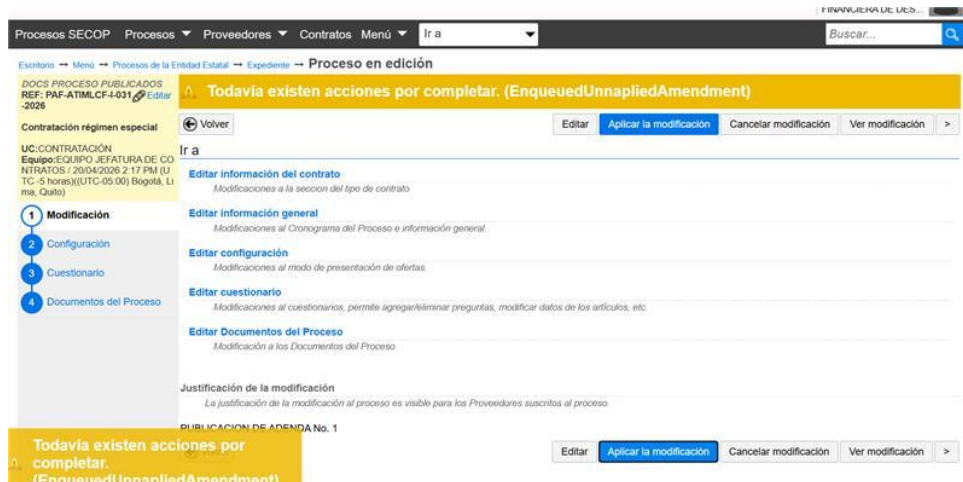 FINANCIERA DE DES...
Procesos SECOP Procesos Proveedores Contratos Menú Ir a Buscar...
Escritorio → Menú → Procesos de la Entidad Estatal → Expediente → Proceso en edición
DOCS PROCESO PUBLICADOS
REF: PAF-ATIMLCF-I-031 Editar
-2026
Contratación régimen especial
UC:CONTRATACIÓN
Equipo:EQUIPO JEFATURA DE CO
NTRATOS / 20/04/2026 2:17 PM (U
TC -5 horas)((UTC-05:00) Bogotá, Li
ma, Quito)
1 Modificación
2 Configuración
3 Cuestionario
4 Documentos del Proceso
Todavía existen acciones por completar. (EnqueuedUnnapliedAmendment)
Volver Editar Aplicar la modificación Cancelar modificación Ver modificación >
Ir a
Editar información del contrato
Modificaciones a la seccion del tipo de contrato
Editar información general
Modificaciones al Cronograma del Proceso e información general.
Editar configuración
Modificaciones al modo de presentación de ofertas
Editar cuestionario
Modificaciones al cuestionarios, permite agregar/eliminar preguntas, modificar datos de los artículos, etc.
Editar Documentos del Proceso
Modificación a los Documentos del Proceso
Justificación de la modificación
La justificación de la modificación al proceso es visible para los Proveedores suscritos al proceso.
PUBLICACION DE ADENDA No. 1
Editar Aplicar la modificación Cancelar modificación Ver modificación >
Todavía existen acciones por
completar.
(EnqueuedUnnapliedAmendment)